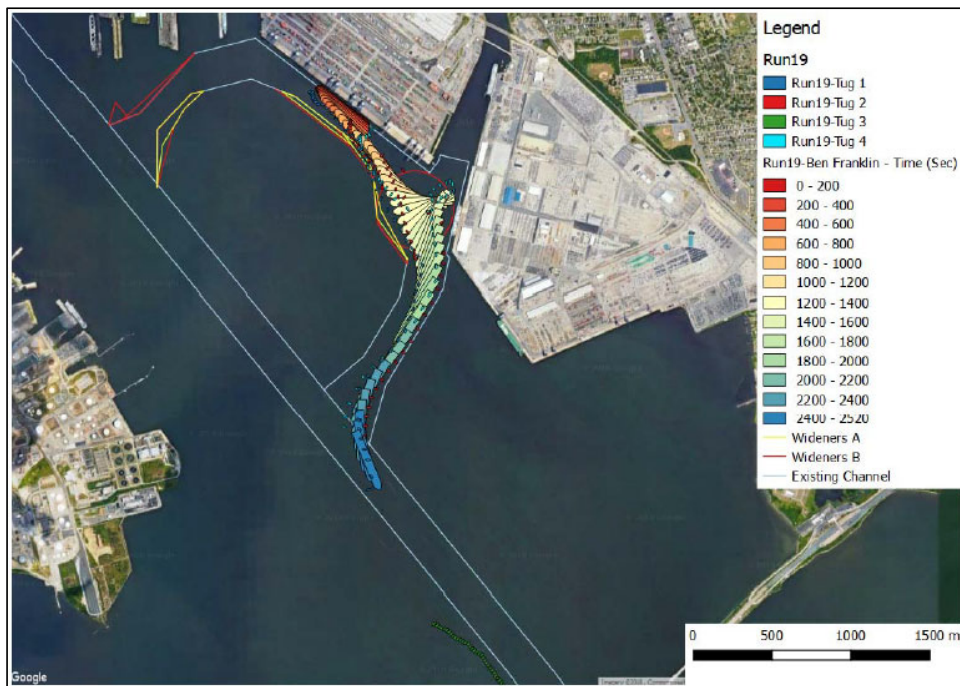 Legend
Run19
Run19-Tug 1
Run19-Tug 2
Run19-Tug 3
Run19-Tug 4
Run19-Ben Franklin - Time (Sec)
0 - 200
200 - 400
400 - 600
600 - 800
800 - 1000
1000 - 1200
1200 - 1400
1400 - 1600
1600 - 1800
1800 - 2000
2000 - 2200
2200 - 2400
2400 - 2520
Wideners A
Wideners B
Existing Channel
0 500 1000 1500 m
Google